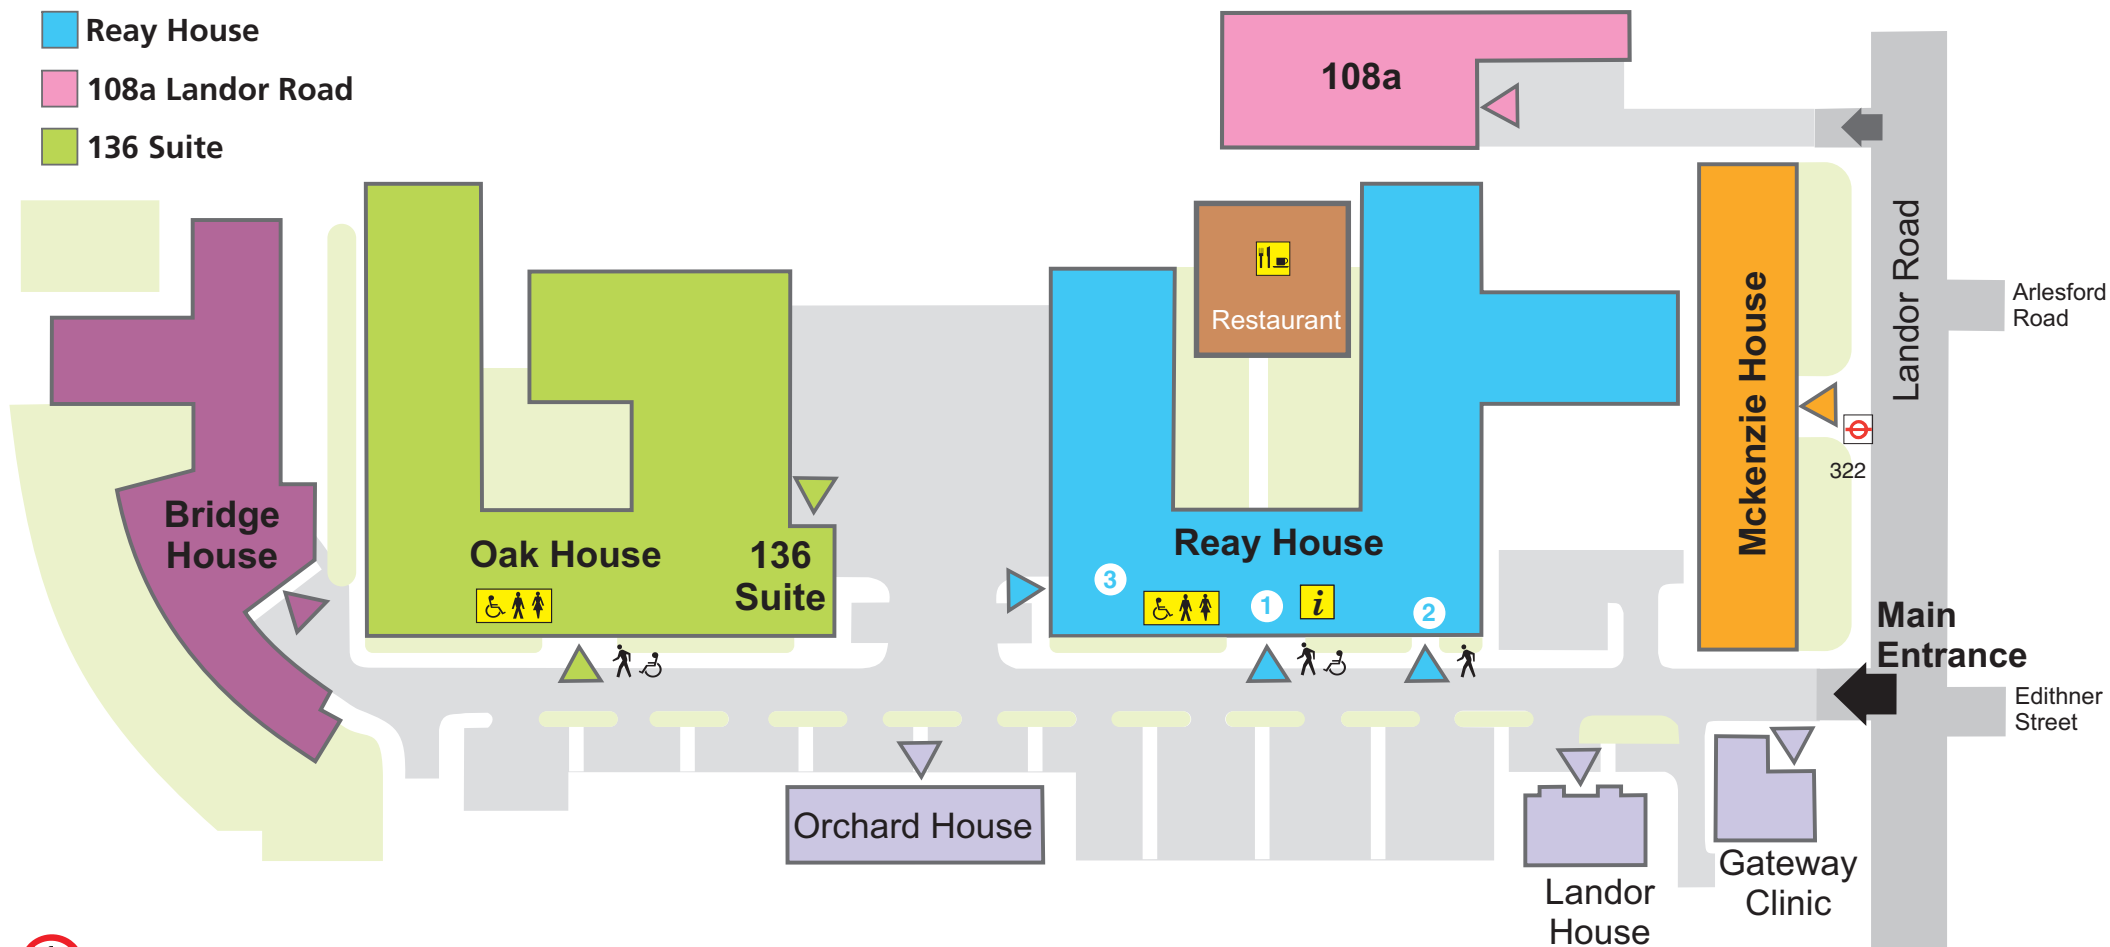 Reay House
108a Landor Road
136 Suite
108a
Landor Road
Arlesford
Road
Restaurant
Mckenzie House
322
Bridge
House
Oak House
136
Suite
Reay House
3
1
i
2
Main
Entrance
Edithner
Street
Orchard House
Landor
House
Gateway
Clinic